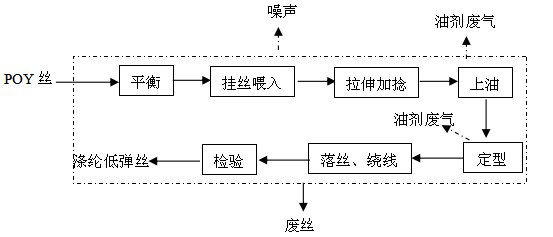 噪声
油剂废气
POY 丝
平衡
挂丝喂入
拉伸加捻
上油
油剂废气
涤纶低弹丝
检验
落丝、绕线
定型
废丝